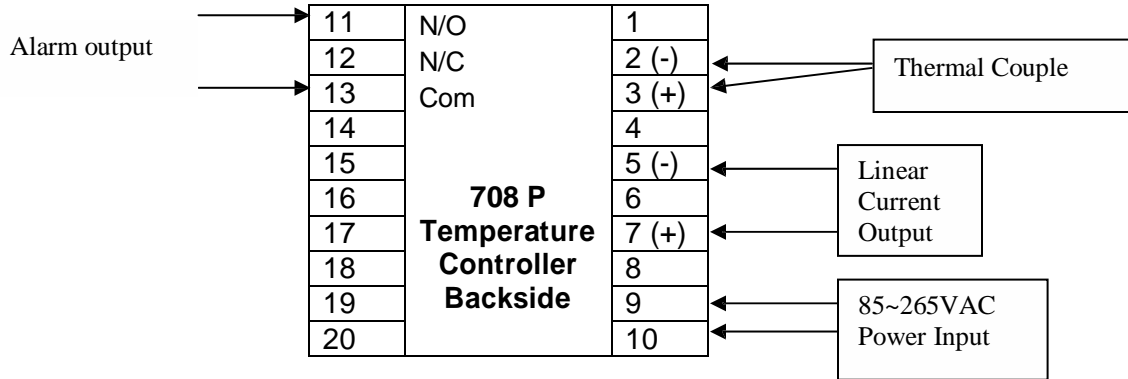 Alarm output
11 N/O 1
12 N/C 2 (-)
13 Com 3 (+)
14 4
15 5 (-)
16 6
17 7 (+)
18 8
19 9
20 10
708 P
Temperature
Controller
Backside
Thermal Couple
Linear
Current
Output
85~265VAC
Power Input